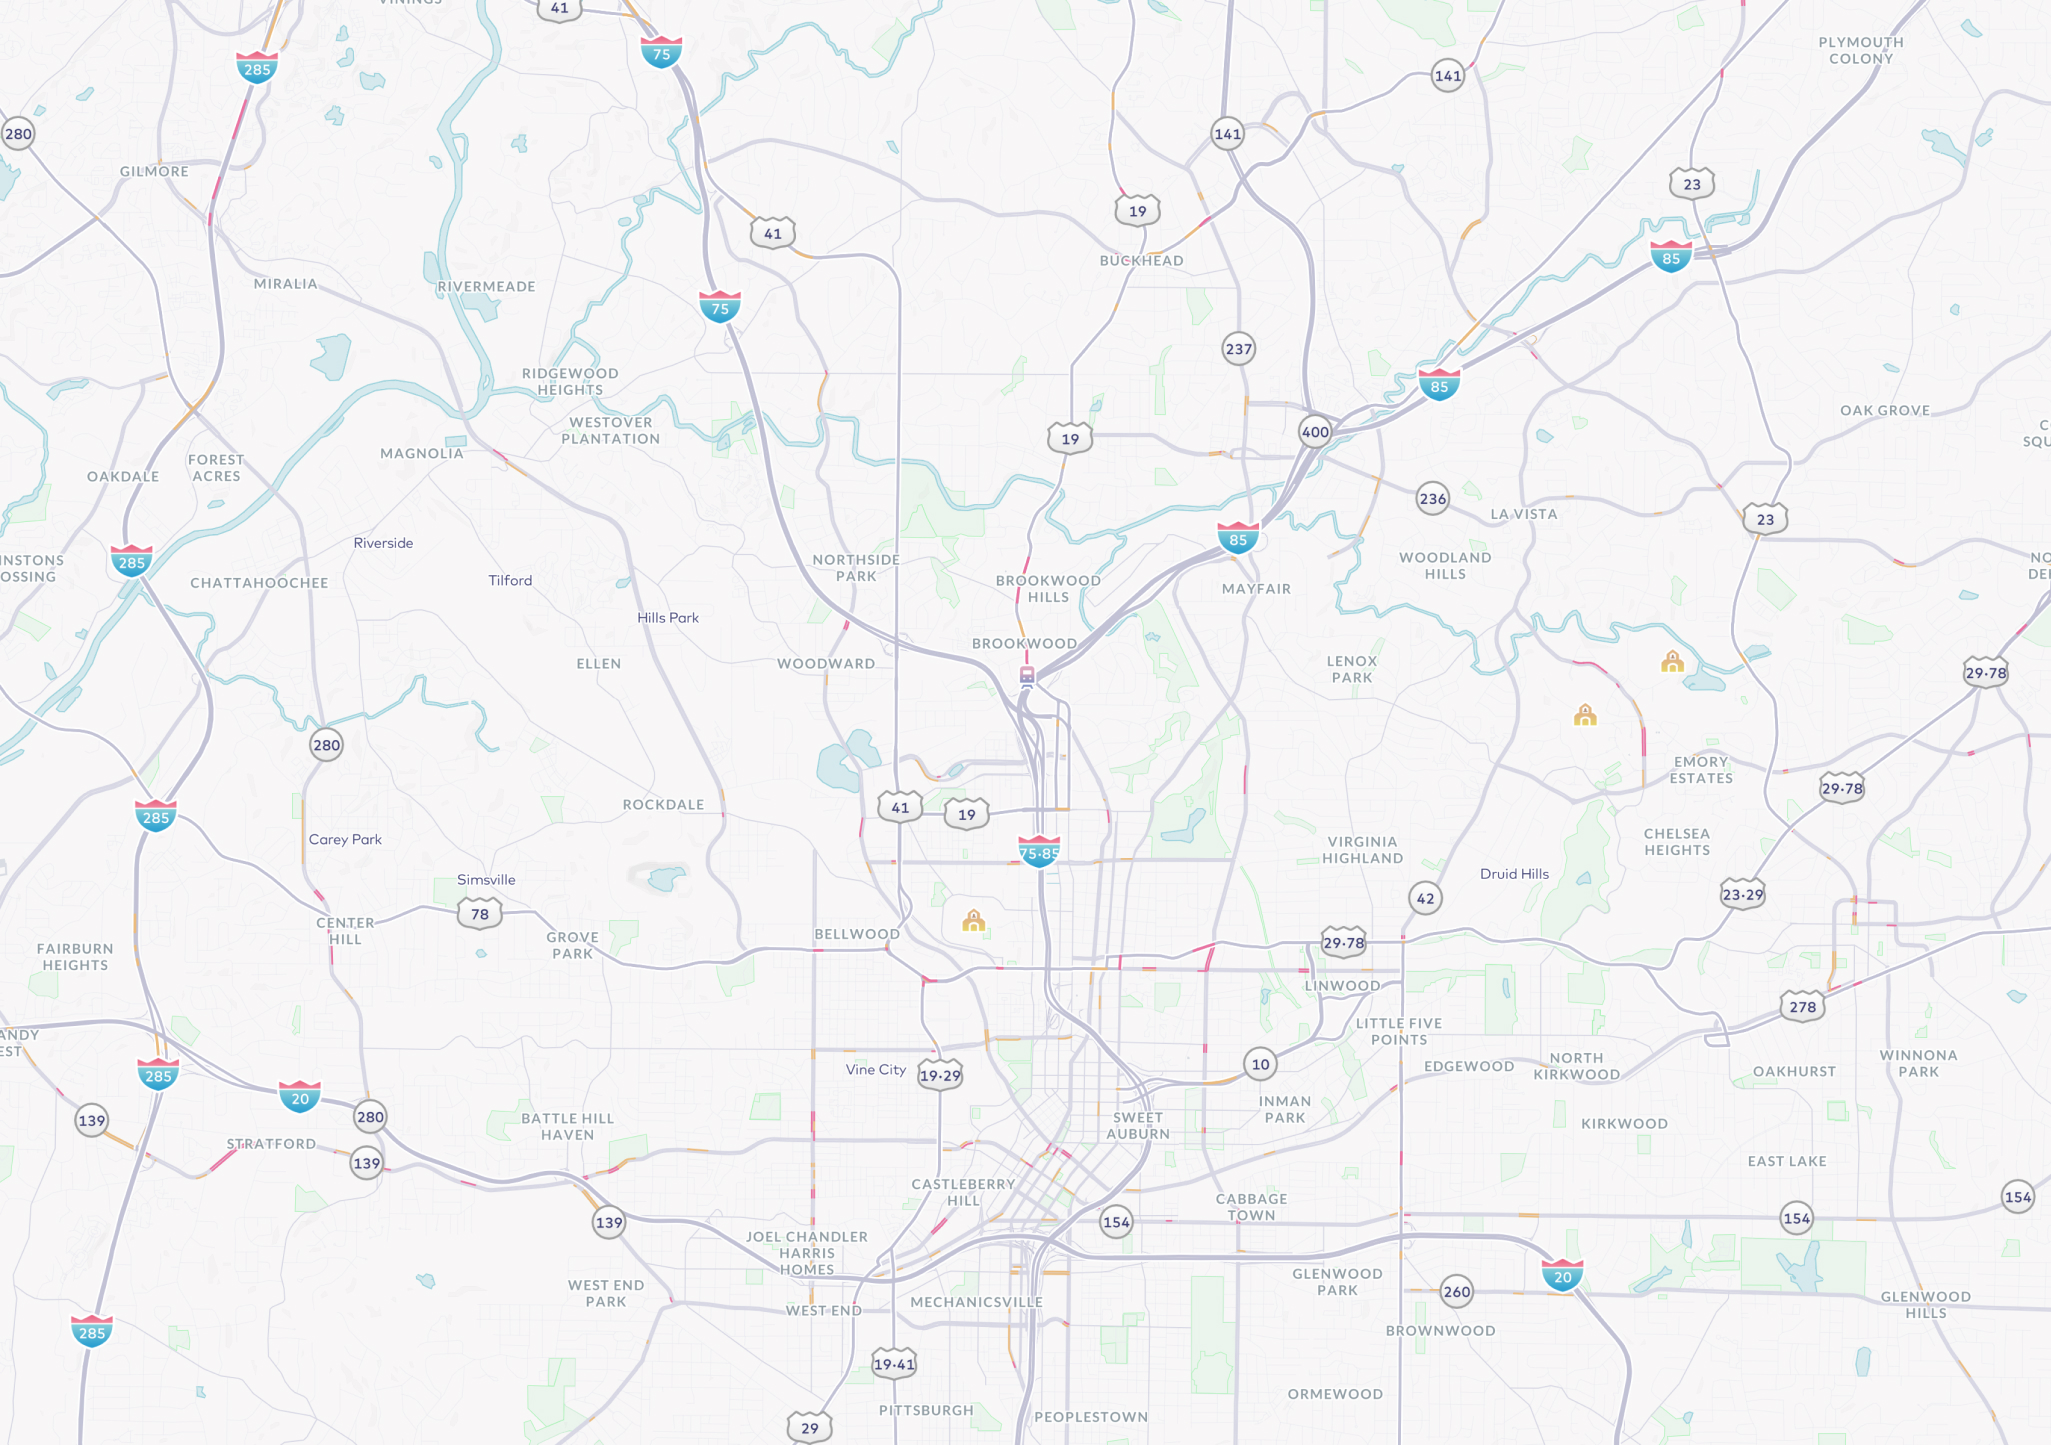 VININGS
41
75
285
280
141
141
PLYMOUTH
COLONY
GILMORE
23
19
41
BUCKHEAD
85
MIRALIA
RIVERMEADE
75
237
RIDGEWOOD
HEIGHTS
85
OAK GROVE
WESTOVER
PLANTATION
19
400
MAGNOLIA
FOREST
ACRES
OAKDALE
236
LA VISTA
23
Riverside
85
285
NORTHSIDE
PARK
WOODLAND
HILLS
CHATTAHOOCHEE
Tilford
BROOKWOOD
HILLS
MAYFAIR
Hills Park
BROOKWOOD
ELLEN
WOODWARD
LENOX
PARK
29·78
280
EMORY
ESTATES
29·78
ROCKDALE
41
19
285
Carey Park
75·85
VIRGINIA
HIGHLAND
CHELSEA
HEIGHTS
Simsville
Druid Hills
78
42
23·29
CENTER
HILL
BELLWOOD
29·78
GROVE
PARK
FAIRBURN
HEIGHTS
LINWOOD
278
LITTLE FIVE
POINTS
285
20
Vine City
19·29
10
EDGEWOOD
NORTH
KIRKWOOD
OAKHURST
WINNONA
PARK
139
280
BATTLE HILL
HAVEN
SWEET
AUBURN
INMAN
PARK
KIRKWOOD
STRATFORD
139
EAST LAKE
CASTLEBERRY
HILL
CABBAGE
TOWN
154
139
154
154
JOEL CHANDLER
HARRIS
HOMES
GLENWOOD
PARK
20
WEST END
PARK
260
MECHANICSVILLE
WEST END
GLENWOOD
HILLS
285
BROWNWOOD
19·41
ORMEWOOD
PITTSBURGH
PEOPLESTOWN
29